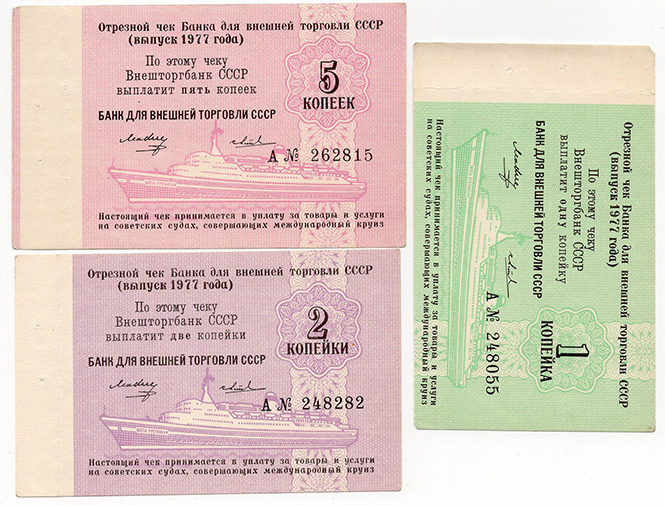 Отрезной чек Банка для внешней торговли СССР
(выпуск 1977 года)
По этому чеку
Внешторгбанк СССР
выплатит пять копеек
5
КОПЕЕК
БАНК ДЛЯ ВНЕШНЕЙ ТОРГОВЛИ СССР
А № 262815
Настоящий чек принимается в уплату за товары и услуги
на советских судах, совершающих международный круиз
Отрезной чек Банка для внешней торговли СССР
(выпуск 1977 года)
По этому чеку
Внешторгбанк СССР
выплатит две копейки
2
КОПЕЙКИ
БАНК ДЛЯ ВНЕШНЕЙ ТОРГОВЛИ СССР
А № 248282
Настоящий чек принимается в уплату за товары и услуги
на советских судах, совершающих международный круиз
Отрезной чек Банка для внешней торговли СССР
(выпуск 1977 года)
По этому чеку
Внешторгбанк СССР
выплатит одну копейку
1
КОПЕЙКА
БАНК ДЛЯ ВНЕШНЕЙ ТОРГОВЛИ СССР
А № 248055
Настоящий чек принимается в уплату за товары и услуги
на советских судах, совершающих международный круиз